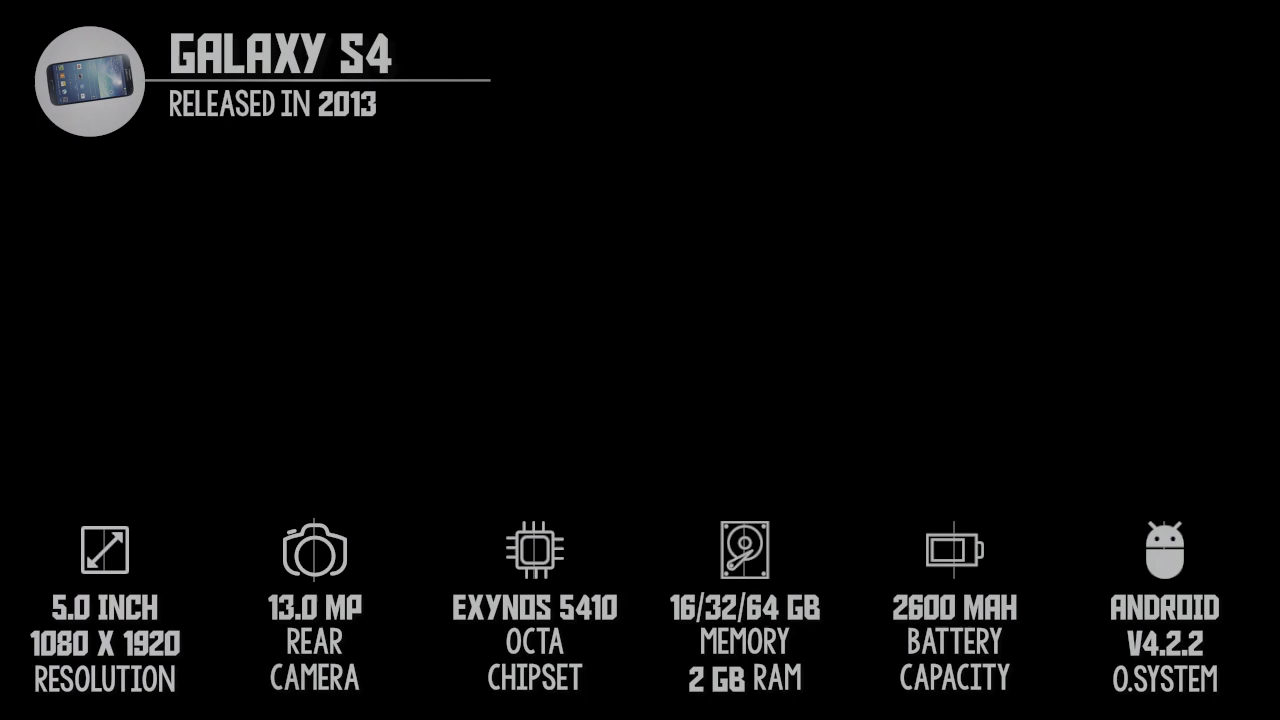 GALAXY S4
RELEASED IN 2013
5.0 INCH
1080 X 1920
RESOLUTION
13.0 MP
REAR
CAMERA
EXYNOS 5410
OCTA
CHIPSET
16/32/64 GB
MEMORY
2 GB RAM
2600 MAH
BATTERY
CAPACITY
ANDROID
V4.2.2
O.SYSTEM